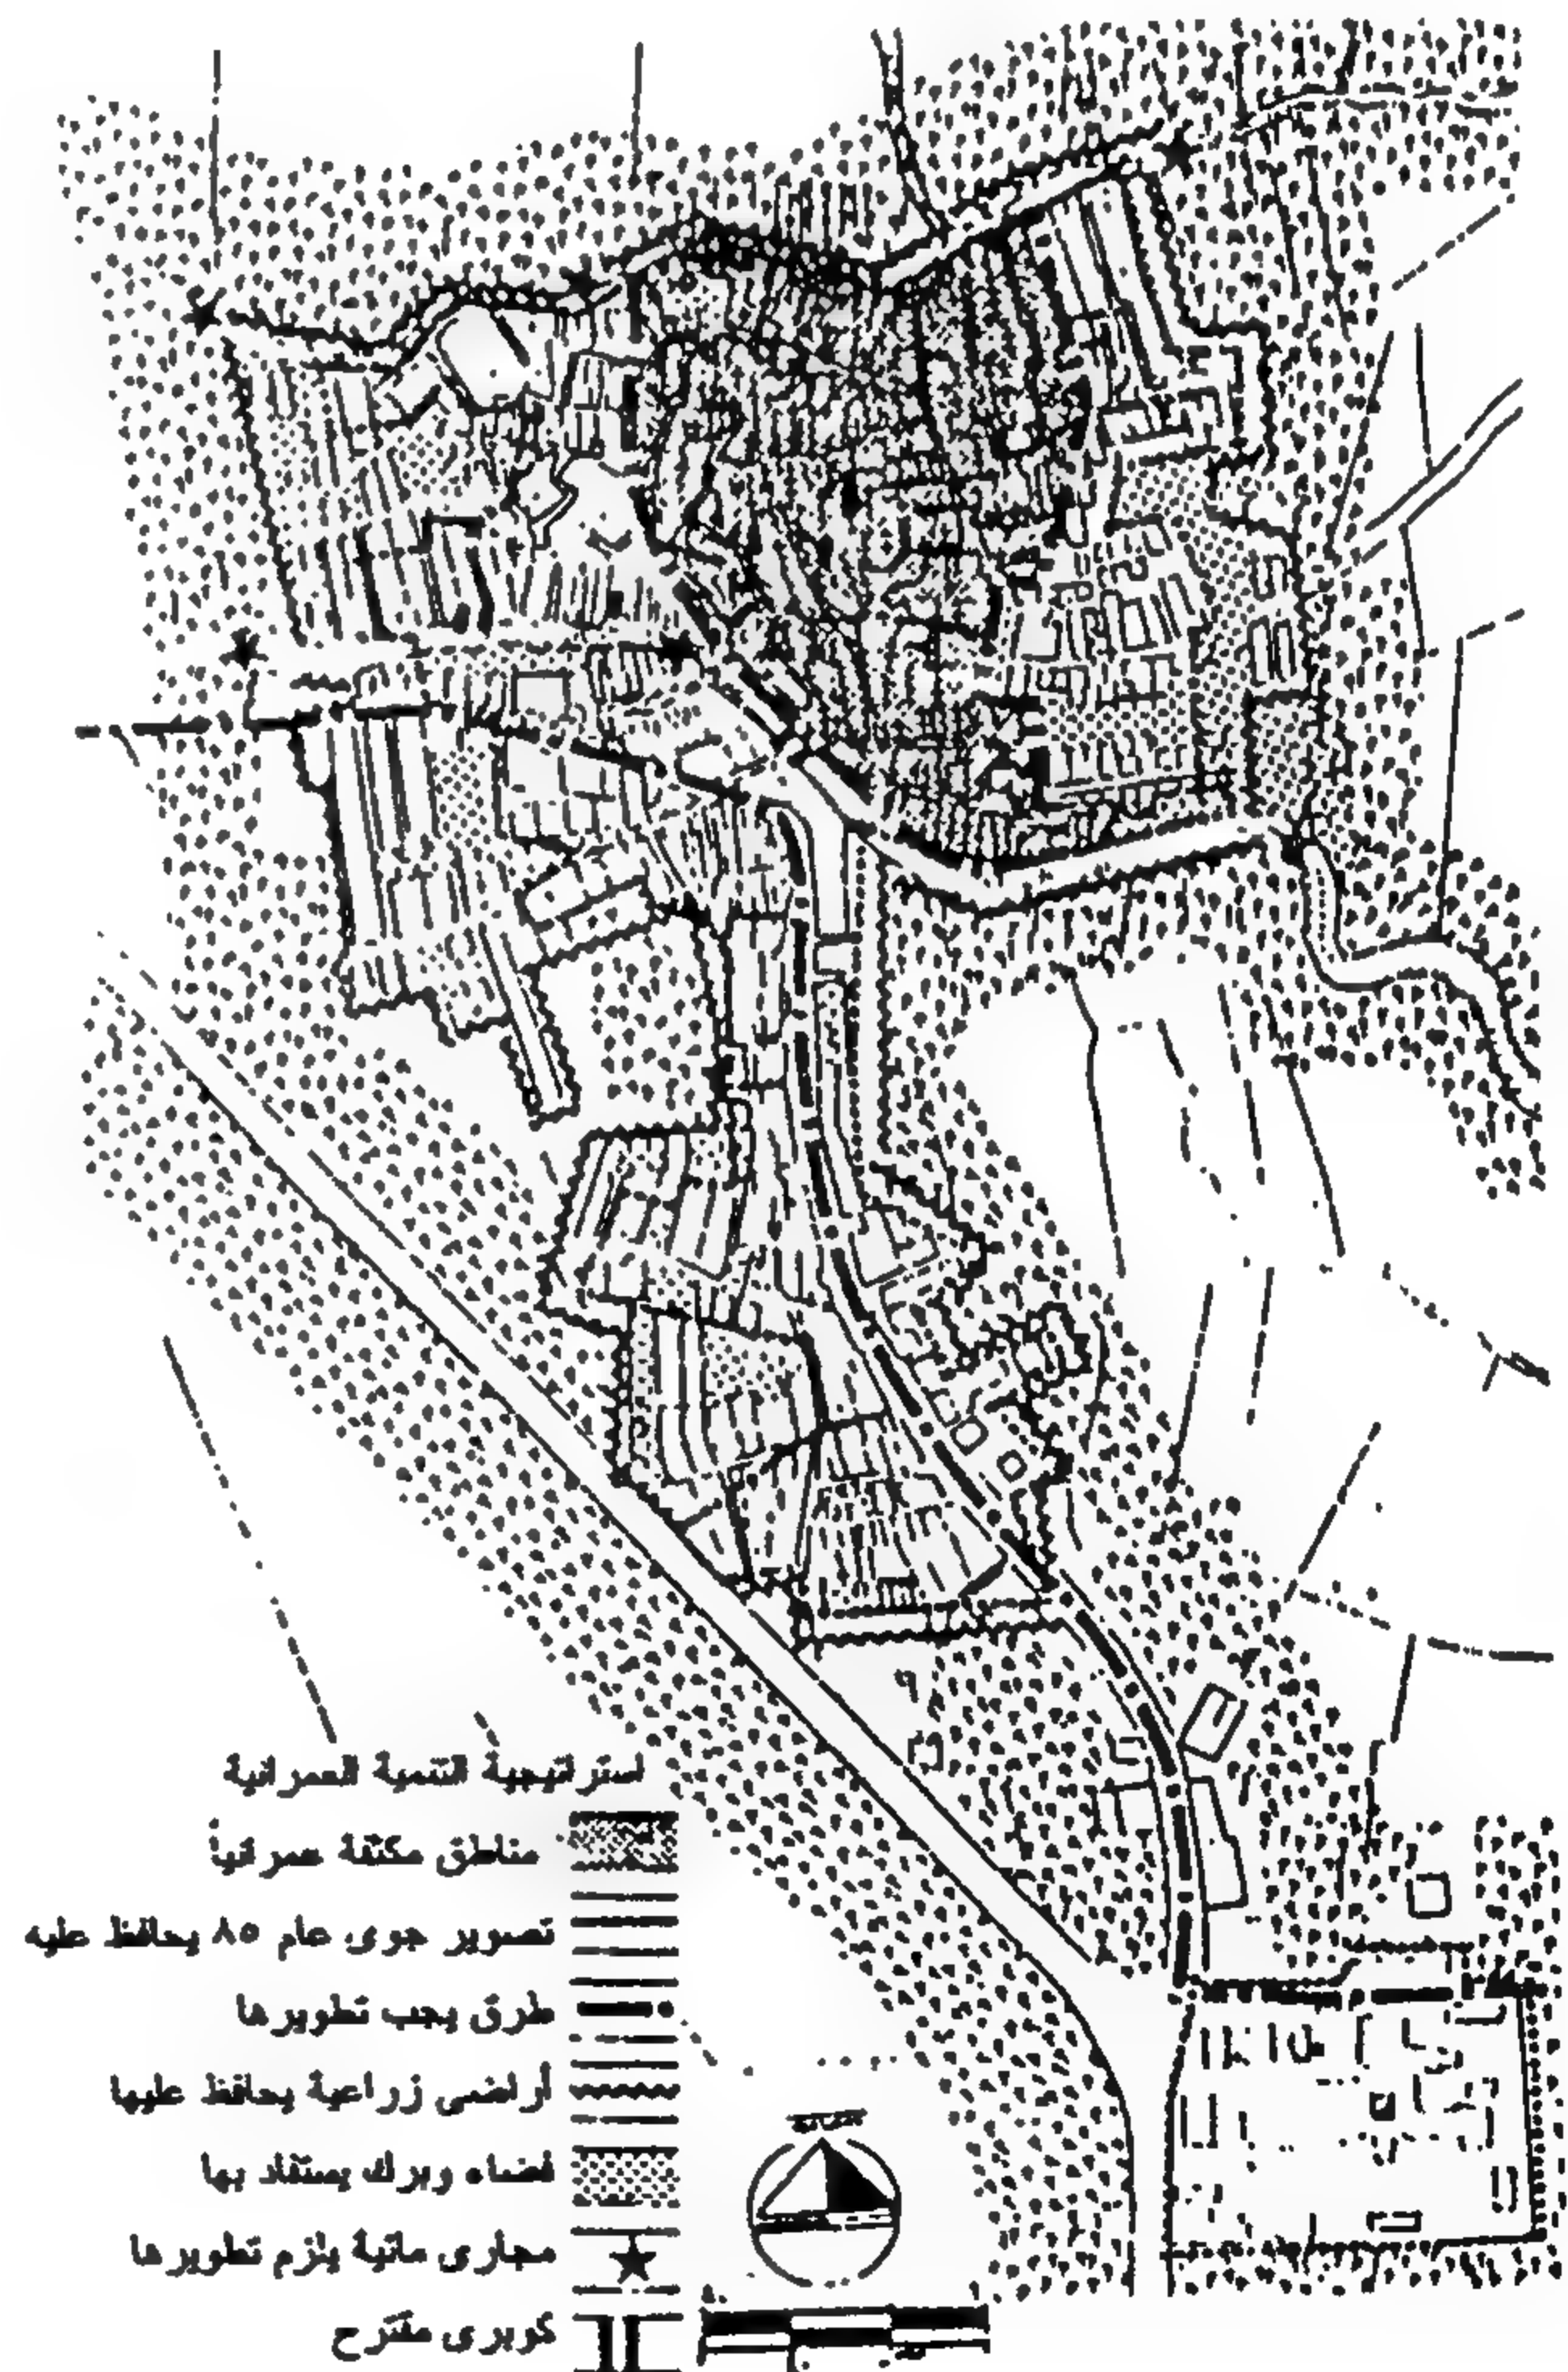 استراتيجية التنمية العمرانية
مناطق مكثفة عمرانياً
تصوير جوى عام ٨٥ يحافظ عليه
طرق يجب تطويرها
أراضى زراعية يحافظ عليها
فضاء وبرك يستفاد بها
مجارى مائية يلزم تطويرها
كوبرى مقترح